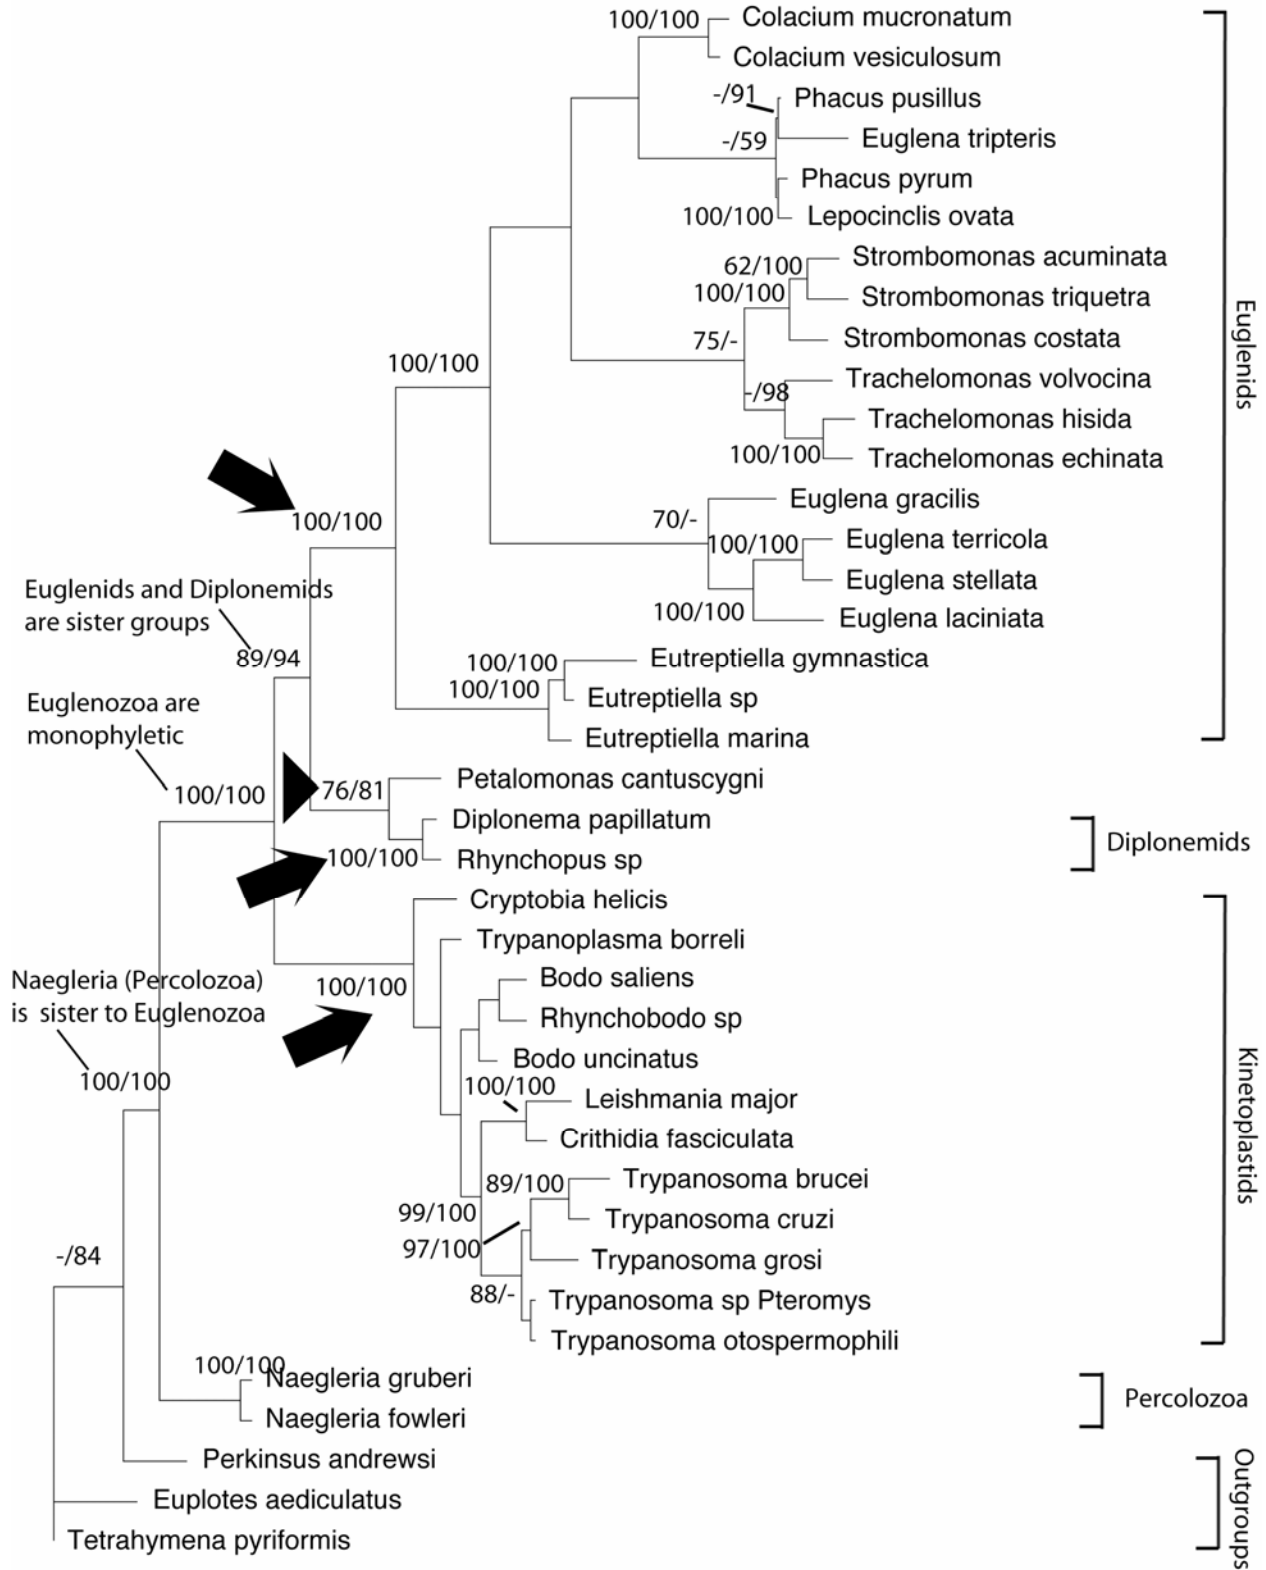 100/100
Colacium mucronatum
Colacium vesiculosum
-/91
Phacus pusillus
-/59
Euglena tripteris
Phacus pyrum
100/100
Lepocinclis ovata
62/100
Strombomonas acuminata
100/100
Strombomonas triquetra
75/-
Strombomonas costata
Euglenids
100/100
-/98
Trachelomonas volvocina
Trachelomonas hisida
100/100
Trachelomonas echinata
100/100
70/-
Euglena gracilis
100/100
Euglena terricola
Euglena stellata
100/100
Euglena laciniata
Euglenids and Diplonemids
are sister groups
89/94
100/100
Eutreptiella gymnastica
100/100
Eutreptiella sp
Eutreptiella marina
Euglenozoa are
monophyletic
100/100
76/81
Petalomonas cantuscygni
Diplonema papillatum
100/100
Rhynchopus sp
Diplonemids
Cryptobia helicis
Trypanoplasma borreli
Naegleria (Percolozoa)
is sister to Euglenozoa
100/100
100/100
Bodo saliens
Rhynchobodo sp
Bodo uncinatus
100/100
Leishmania major
Crithidia fasciculata
Kinetoplastids
89/100
Trypanosoma brucei
99/100
Trypanosoma cruzi
97/100
Trypanosoma grosi
-/84
88/-
Trypanosoma sp Pteromys
Trypanosoma otospermophili
100/100
Naegleria gruberi
Naegleria fowleri
Percolozoa
Perkinsus andrewsi
Euplotes aediculatus
Tetrahymena pyriformis
Outgroups